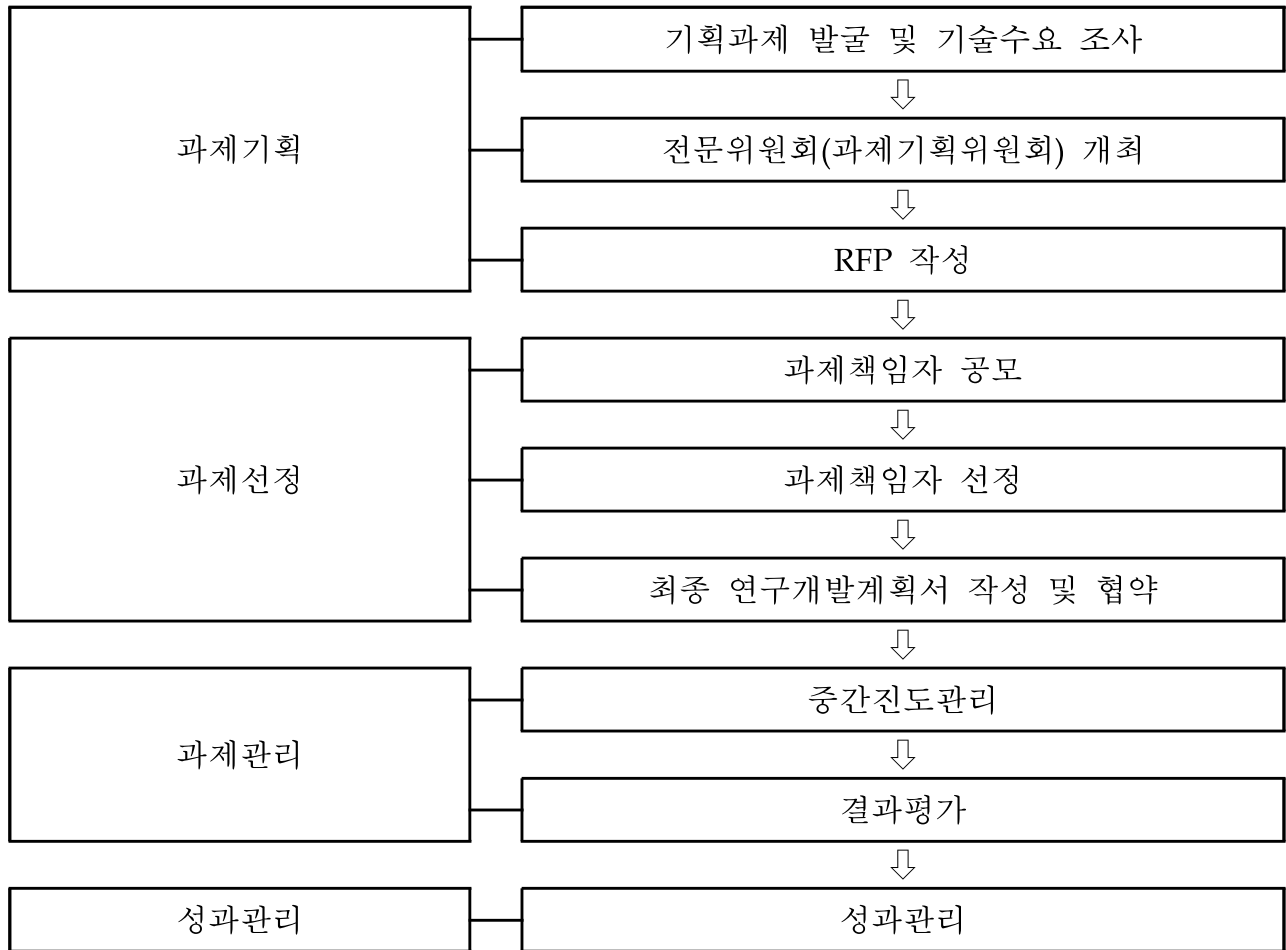 과제기획
기획과제 발굴 및 기술수요 조사
전문위원회(과제기획위원회) 개최
RFP 작성
과제선정
과제책임자 공모
과제책임자 선정
최종 연구개발계획서 작성 및 협약
과제관리
중간진도관리
결과평가
성과관리
성과관리